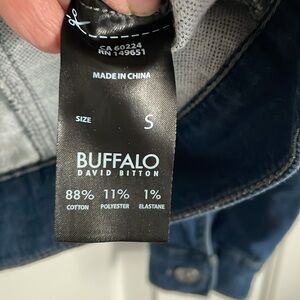 CA 60224
RN 149651
MADE IN CHINA
SIZE S
BUFFALO
DAVID BITTON
88% 11% 1%
COTTON POLYESTER ELASTANE